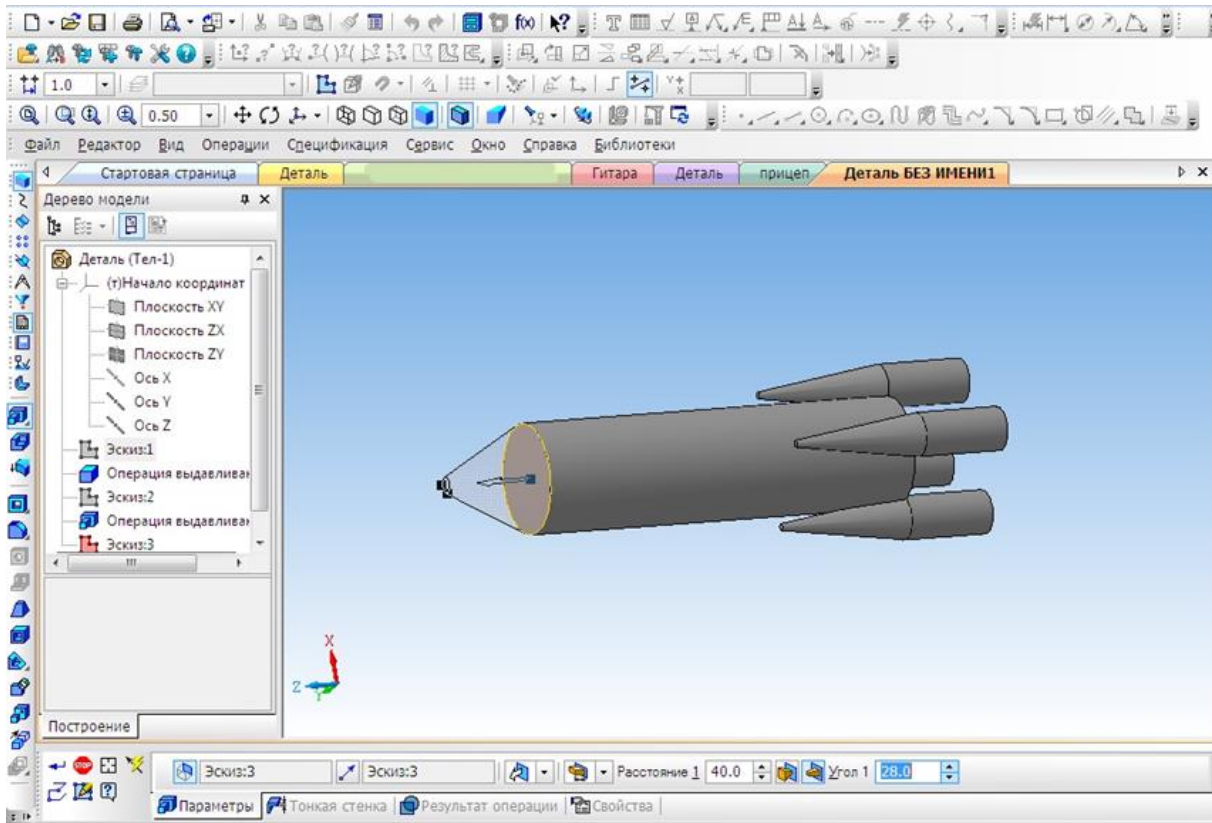 f(x)
1.0
0.50
Файл Редактор Вид Операции Спецификация Сервис Окно Справка Библиотеки
Стартовая страница Деталь Гитара Деталь прицеп Деталь БЕЗ ИМЕНИ1
Дерево модели
Деталь (Тел-1)
(т)Начало координат
Плоскость XY
Плоскость ZX
Плоскость ZY
Ось X
Ось Y
Ось Z
Эскиз:1
Операция выдавливан
Эскиз:2
Операция выдавливан
Эскиз:3
X
Z
Y
Построение
STOP
Эскиз:3 Эскиз:3 Расстояние 1 40.0 Угол 1 28.0
Параметры Тонкая стенка Результат операции Свойства